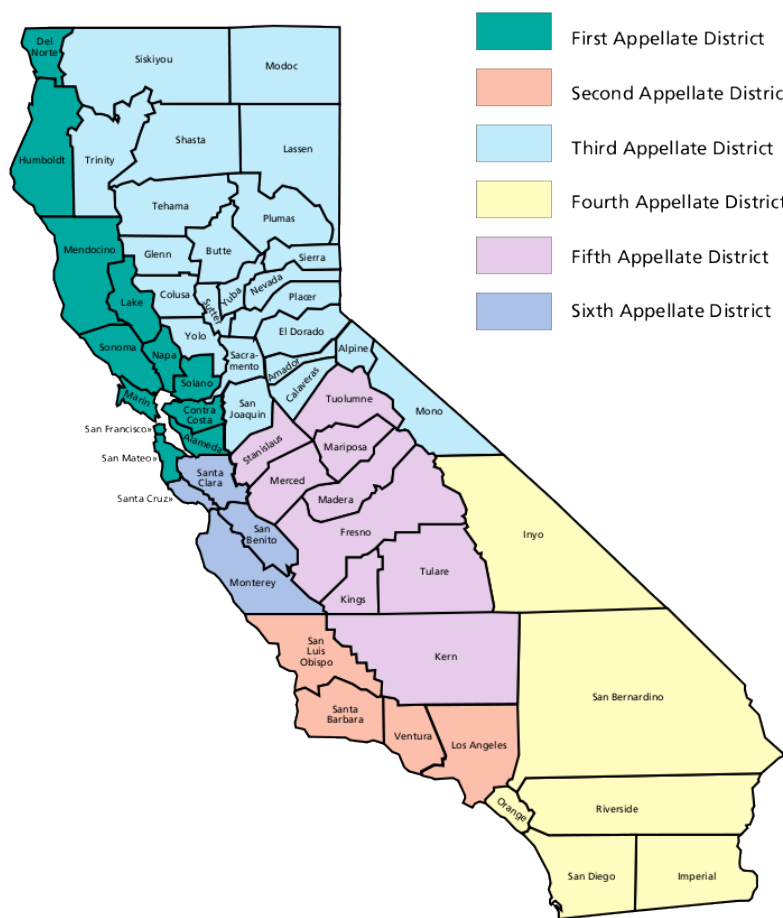 Del
Norte
Siskiyou
Modoc
Humboldt
Trinity
Shasta
Lassen
Tehama
Plumas
Mendocino
Glenn
Butte
Sierra
Lake
Colusa
Sutter
Yuba
Nevada
Placer
Sonoma
Napa
Yolo
El Dorado
Solano
Sacra-
mento
Amador
Alpine
Marin
Contra
Costa
San
Joaquin
Calaveras
Tuolumne
Mono
San Francisco»
Alameda
Stanislaus
Mariposa
San Mateo»
Santa
Clara
Merced
Madera
Santa Cruz»
San
Benito
Fresno
Inyo
Monterey
Kings
Tulare
San
Luis
Obispo
Kern
San Bernardino
Santa
Barbara
Ventura
Los Angeles
Orange
Riverside
San Diego
Imperial
First Appellate District
Second Appellate Distric
Third Appellate District
Fourth Appellate District
Fifth Appellate District
Sixth Appellate District